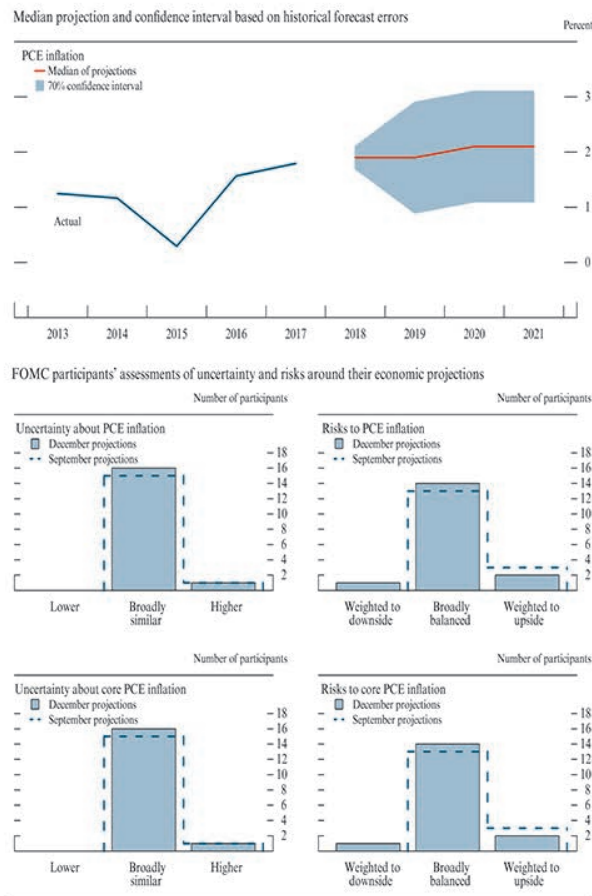 Median projection and confidence interval based on historical forecast errors
Percent
PCE inflation
Median of projections
70% confidence interval
3
2
Actual
1
0
2013 2014 2015 2016 2017 2018 2019 2020 2021
FOMC participants' assessments of uncertainty and risks around their economic projections
Number of participants
Uncertainty about PCE inflation
December projections
September projections
18
16
14
12
10
8
6
4
2
Lower Broadly similar Higher
Number of participants
Risks to PCE inflation
December projections
September projections
18
16
14
12
10
8
6
4
2
Weighted to downside Broadly balanced Weighted to upside
Number of participants
Uncertainty about core PCE inflation
December projections
September projections
18
16
14
12
10
8
6
4
2
Lower Broadly similar Higher
Number of participants
Risks to core PCE inflation
December projections
September projections
18
16
14
12
10
8
6
4
2
Weighted to downside Broadly balanced Weighted to upside